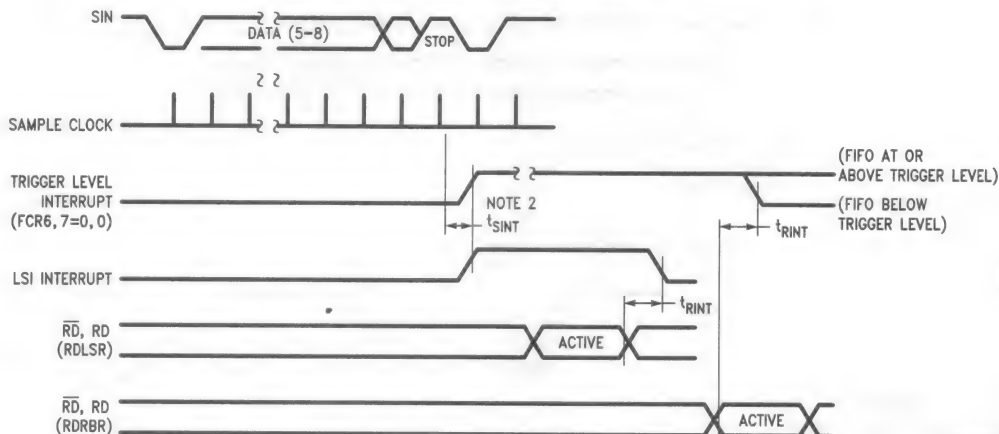 SIN
DATA (5-8)
STOP
SAMPLE CLOCK
TRIGGER LEVEL
INTERRUPT
(FCR6, 7=0, 0)
NOTE 2
tSINT
(FIFO AT OR
ABOVE TRIGGER LEVEL)
(FIFO BELOW
TRIGGER LEVEL)
tRINT
LSI INTERRUPT
tRINT
RD, RD
(RDLSR)
ACTIVE
RD, RD
(RDRBR)
ACTIVE